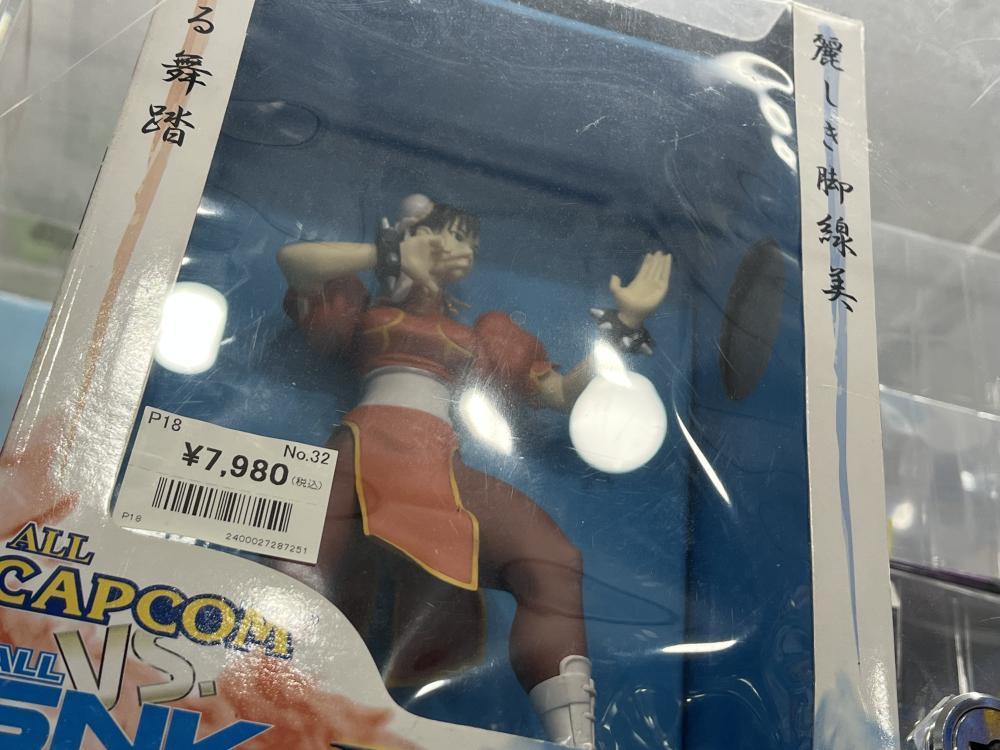 る舞踏
麗しき脚線美
P18
No.32
¥7,980(税込)
P18
2400027287251
ALL
CAPCOM
VS.
ALL
SNK